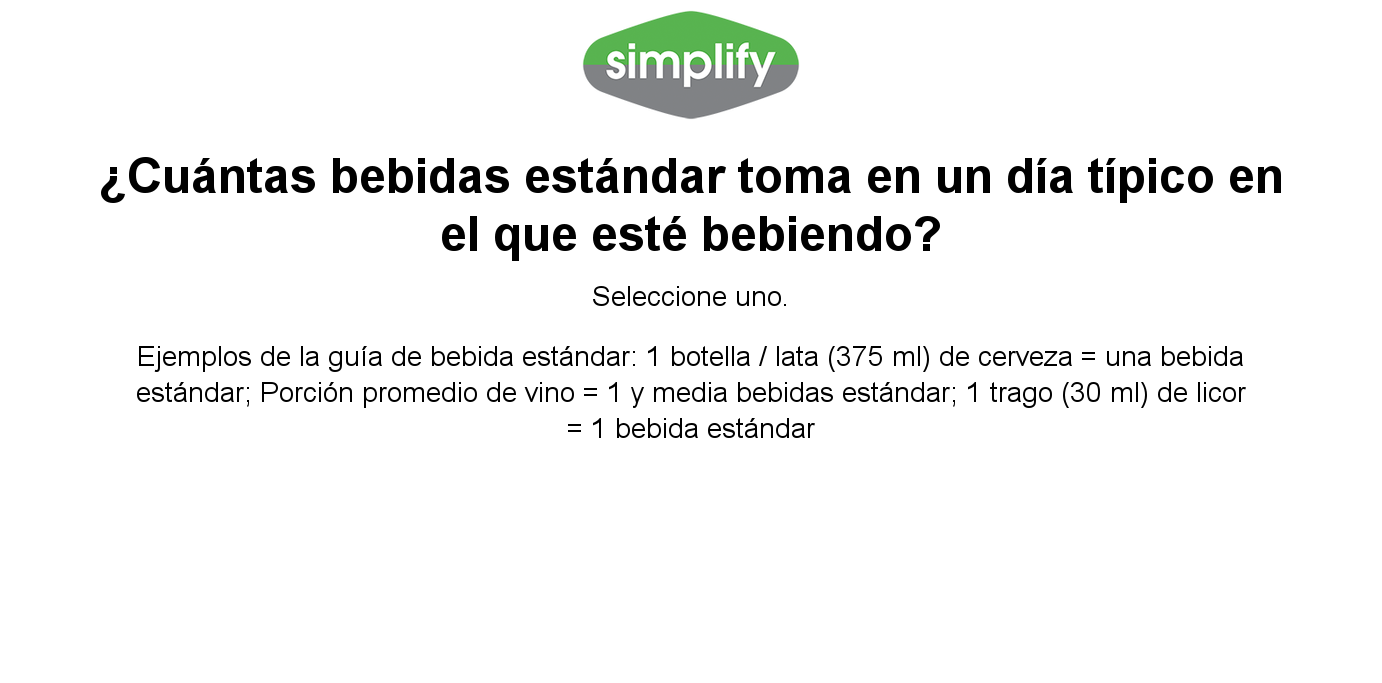 simplify
¿Cuántas bebidas estándar toma en un día típico en
el que esté bebiendo?
Seleccione uno.
Ejemplos de la guía de bebida estándar: 1 botella / lata (375 ml) de cerveza = una bebida
estándar; Porción promedio de vino = 1 y media bebidas estándar; 1 trago (30 ml) de licor
= 1 bebida estándar